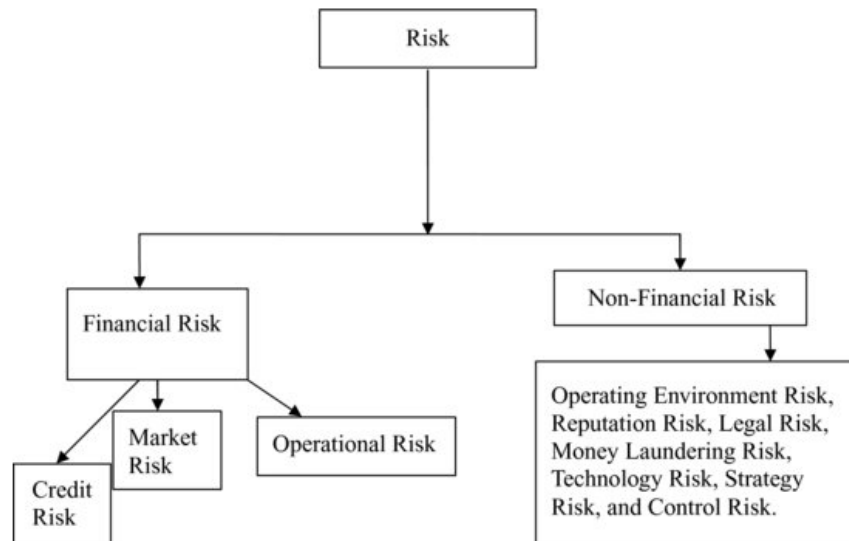 Risk
Financial Risk
Non-Financial Risk
Credit
Risk
Market
Risk
Operational Risk
Operating Environment Risk,
Reputation Risk, Legal Risk,
Money Laundering Risk,
Technology Risk, Strategy
Risk, and Control Risk.